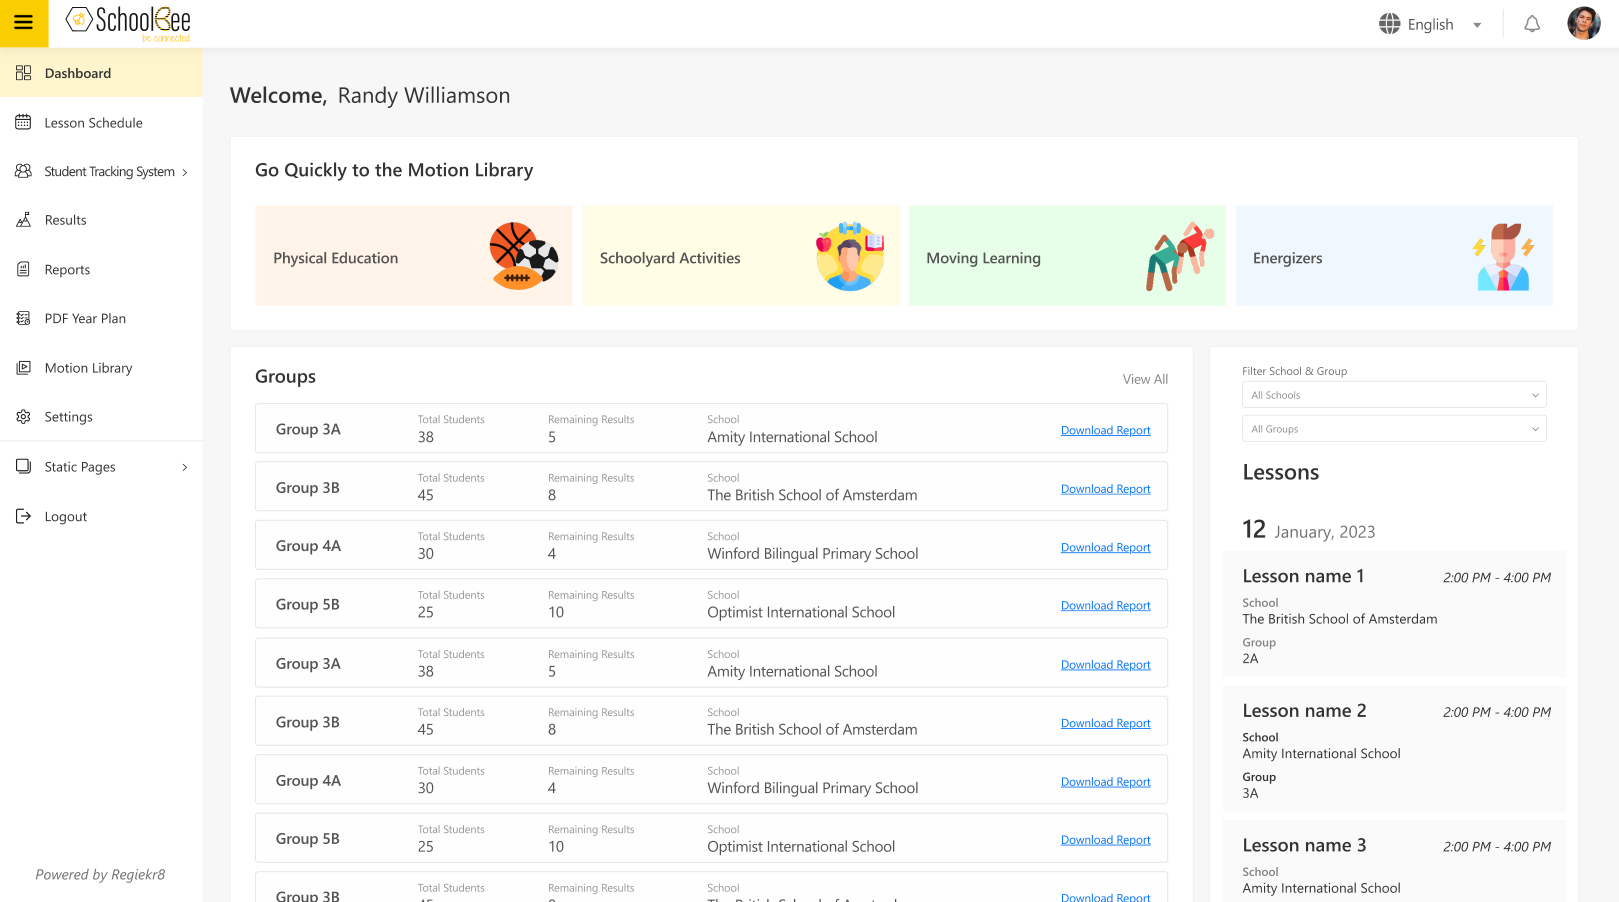 SchoolBee
be connected
English
Dashboard
Lesson Schedule
Student Tracking System
Results
Reports
PDF Year Plan
Motion Library
Settings
Static Pages
Logout
Powered by Regiekr8
Welcome, Randy Williamson
Go Quickly to the Motion Library
Physical Education
Schoolyard Activities
Moving Learning
Energizers
Groups
View All
Group 3A Total Students 38 Remaining Results 5 School Amity International School Download Report
Group 3B Total Students 45 Remaining Results 8 School The British School of Amsterdam Download Report
Group 4A Total Students 30 Remaining Results 4 School Winford Bilingual Primary School Download Report
Group 5B Total Students 25 Remaining Results 10 School Optimist International School Download Report
Group 3A Total Students 38 Remaining Results 5 School Amity International School Download Report
Group 3B Total Students 45 Remaining Results 8 School The British School of Amsterdam Download Report
Group 4A Total Students 30 Remaining Results 4 School Winford Bilingual Primary School Download Report
Group 5B Total Students 25 Remaining Results 10 School Optimist International School Download Report
Group 3B Total Students Remaining Results School Download Report
Filter School & Group
All Schools
All Groups
Lessons
12 January, 2023
Lesson name 1 2:00 PM - 4:00 PM
School
The British School of Amsterdam
Group
2A
Lesson name 2 2:00 PM - 4:00 PM
School
Amity International School
Group
3A
Lesson name 3 2:00 PM - 4:00 PM
School
Amity International School